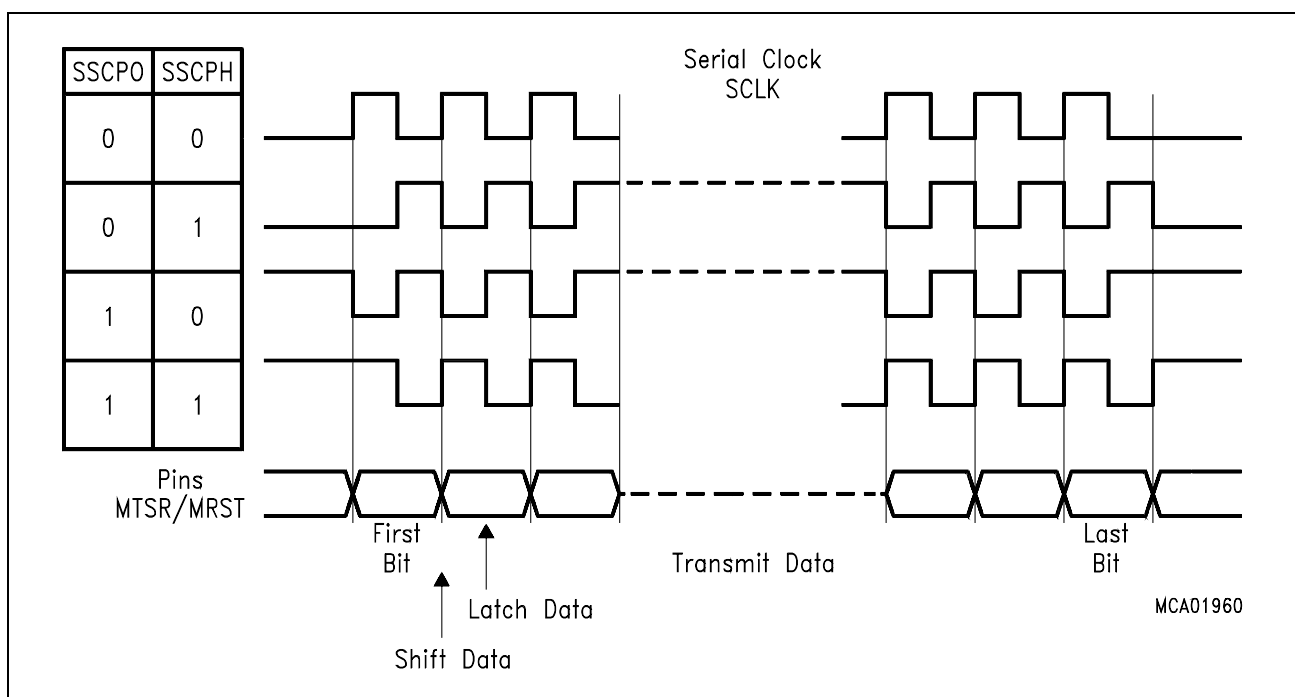 SSCPO SSCPH
0 0
0 1
1 0
1 1
Serial Clock
SCLK
Pins
MTSR/MRST
First
Bit
Latch Data
Shift Data
Transmit Data
Last
Bit
MCA01960